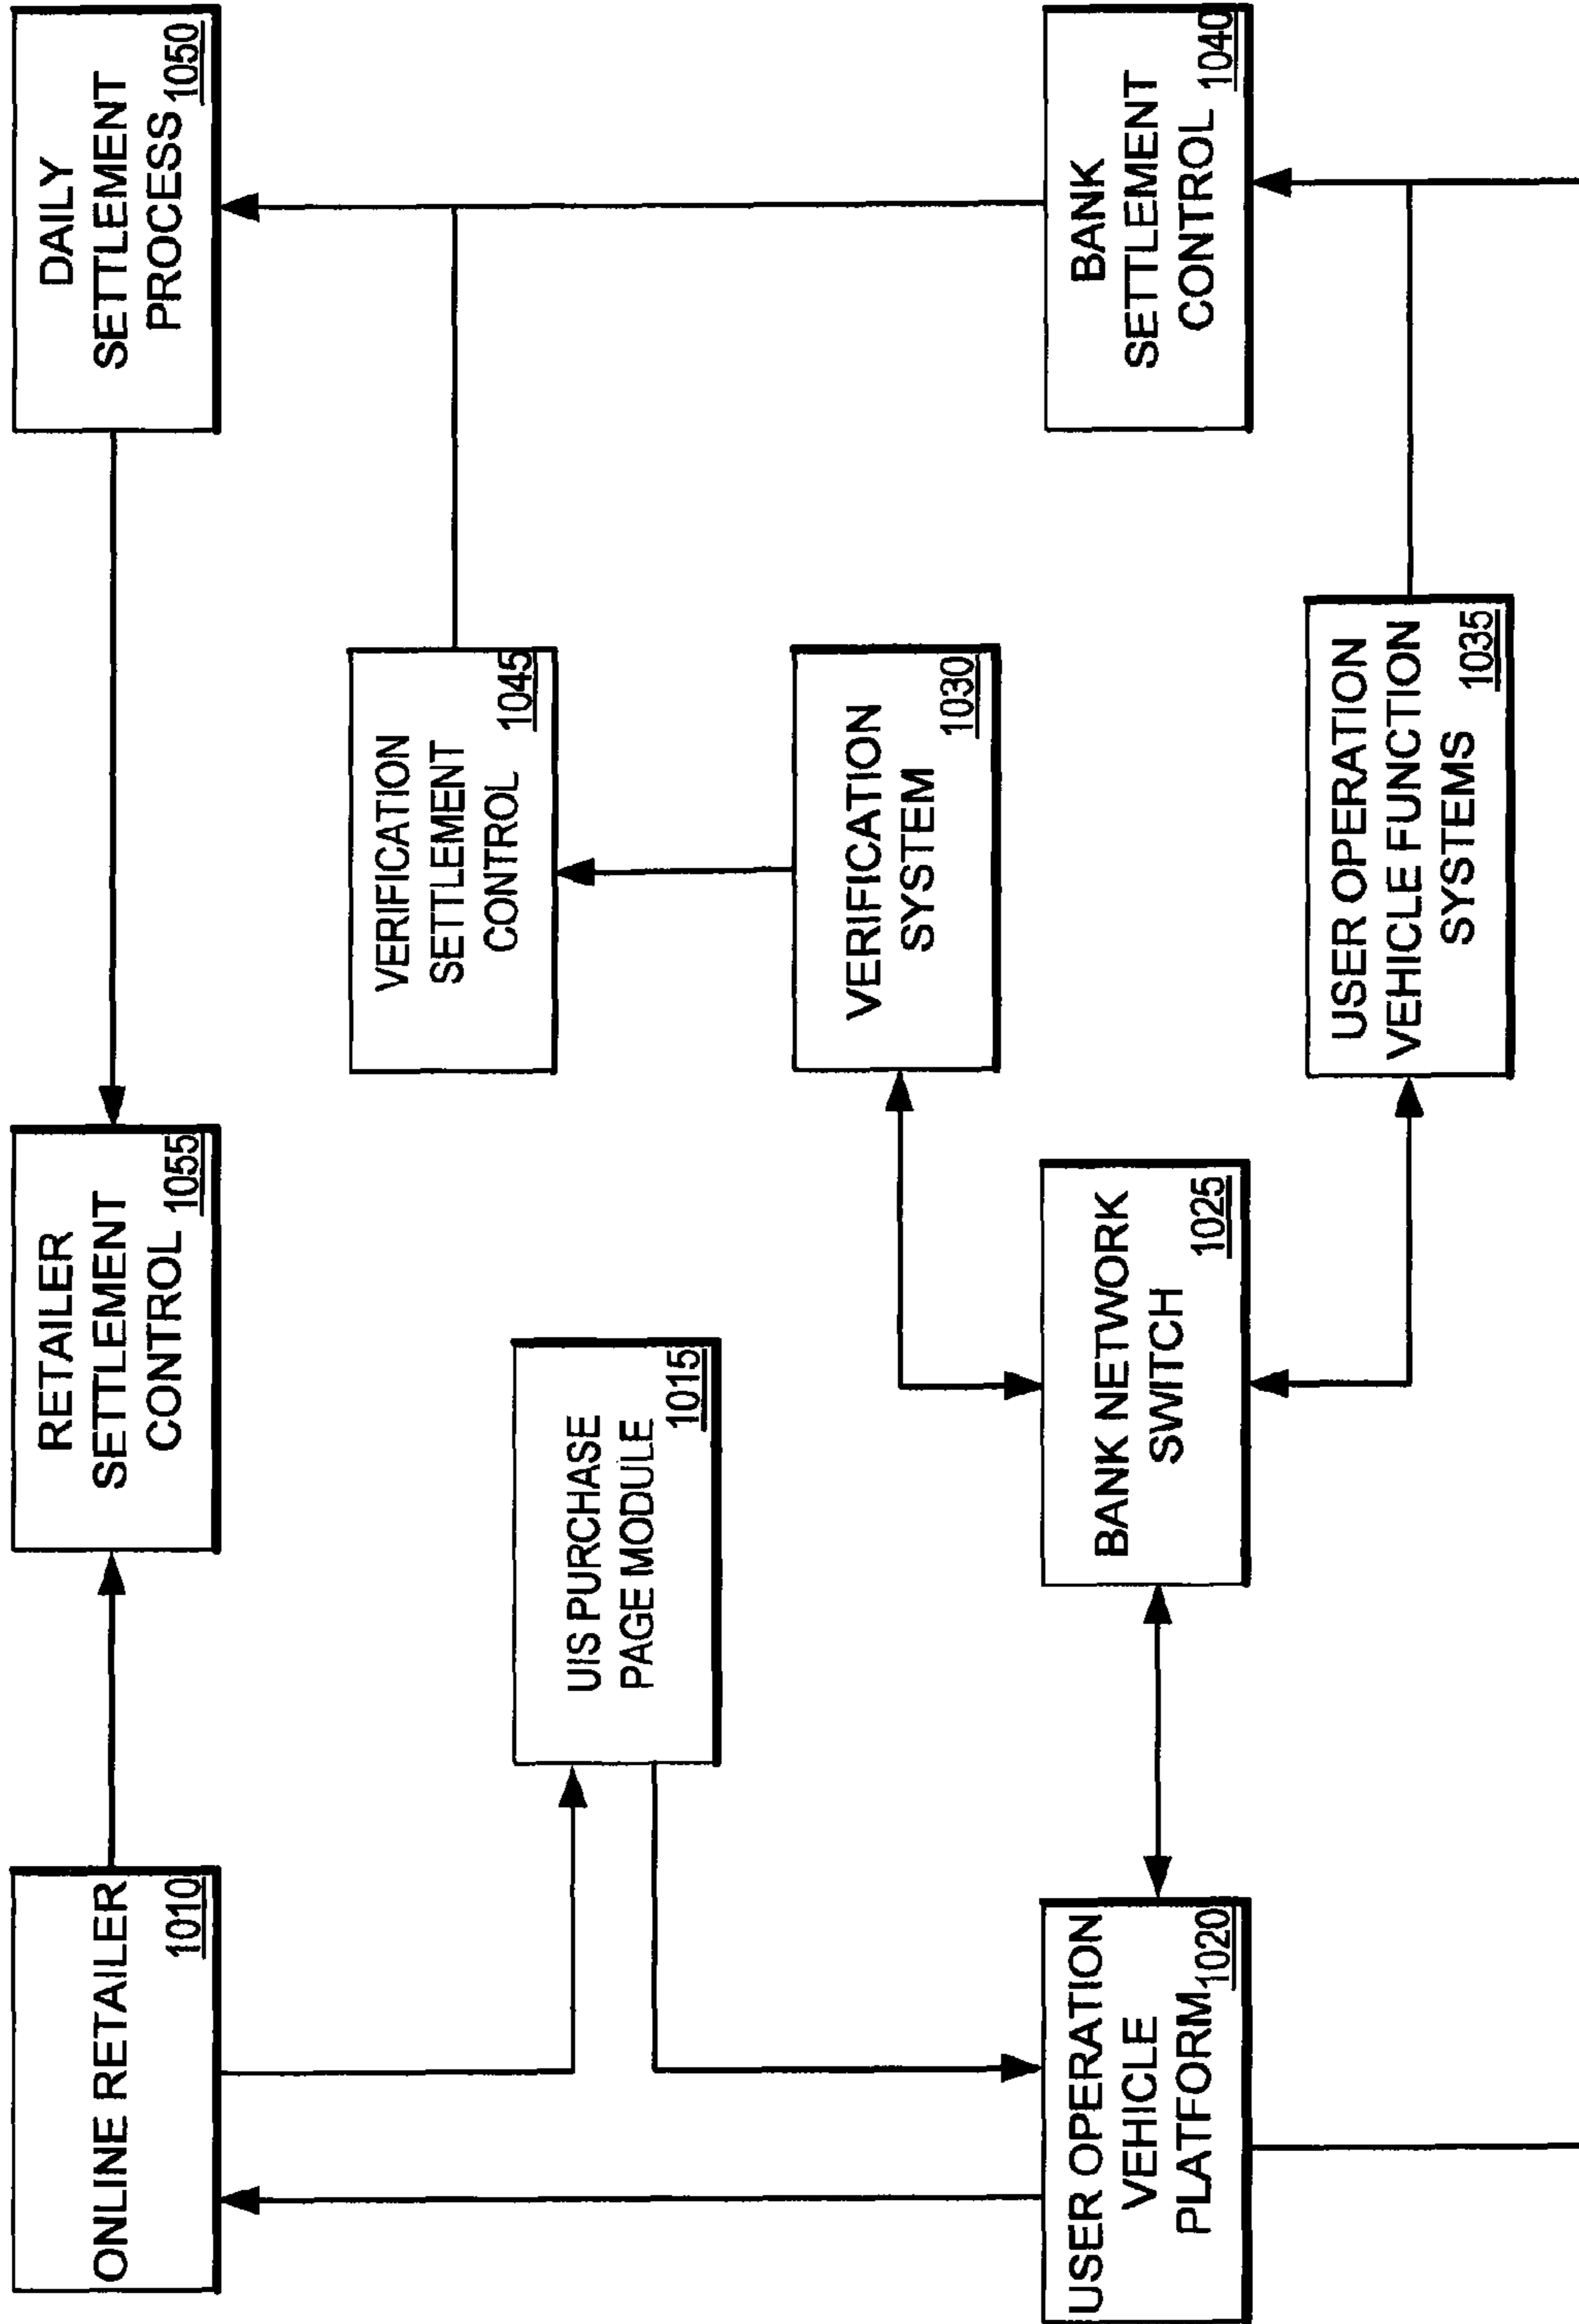 ONLINE RETAILER
1010
RETAILER
SETTLEMENT
CONTROL 1055
DAILY
SETTLEMENT
PROCESS 1050
UIS PURCHASE
PAGE MODULE
1015
VERIFICATION
SETTLEMENT
CONTROL 1045
VERIFICATION
SYSTEM 1030
USER OPERATION
VEHICLE
PLATFORM 1020
BANK NETWORK
SWITCH 1025
BANK
SETTLEMENT
CONTROL 1040
USER OPERATION
VEHICLE FUNCTION
SYSTEMS 1035